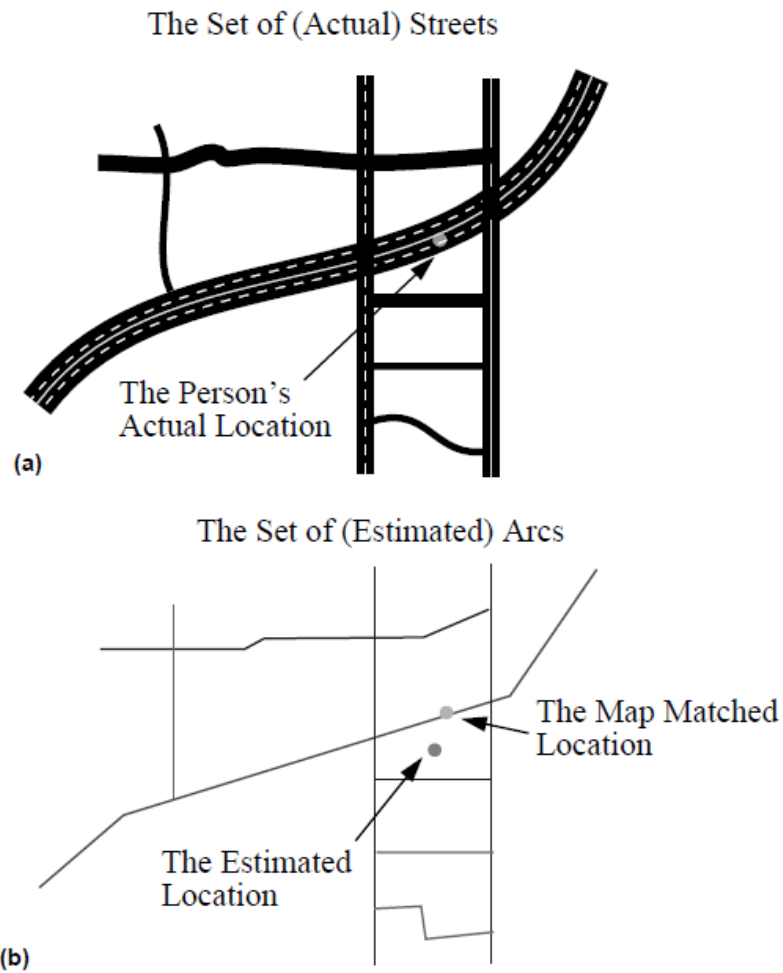 The Set of (Actual) Streets
The Person's
Actual Location
(a)
The Set of (Estimated) Arcs
The Map Matched
Location
The Estimated
Location
(b)